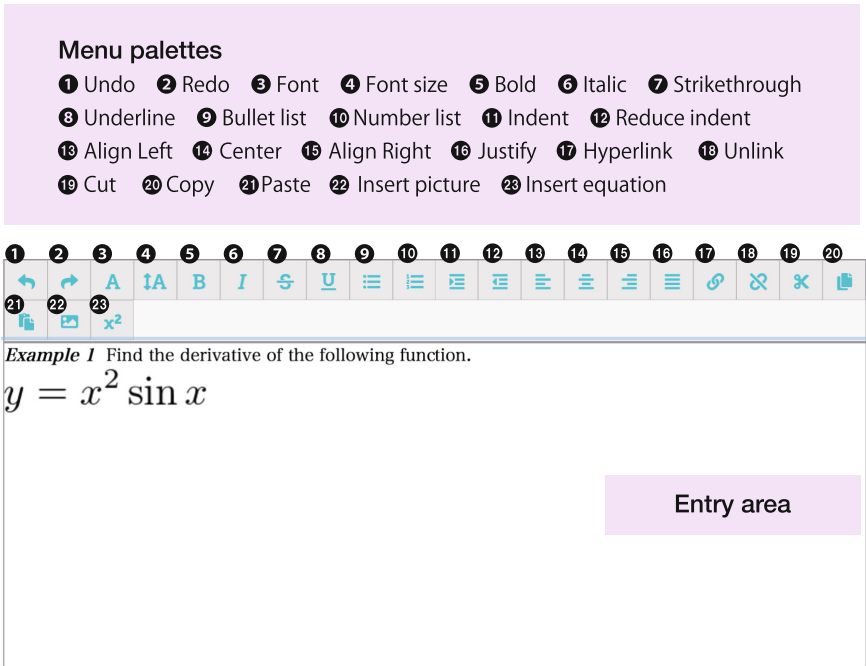 Menu palettes
❶ Undo ❷ Redo ❸ Font ❹ Font size ❺ Bold ❻ Italic ❼ Strikethrough
❽ Underline ❾ Bullet list ❿ Number list ⓫ Indent ⓬ Reduce indent
⓭ Align Left ⓮ Center ⓯ Align Right ⓰ Justify ⓱ Hyperlink ⓲ Unlink
⓳ Cut ⓴ Copy ㉑ Paste ㉒ Insert picture ㉓ Insert equation
❶ ❷ ❸ ❹ ❺ ❻ ❼ ❽ ❾ ❿ ⓫ ⓬ ⓭ ⓮ ⓯ ⓰ ⓱ ⓲ ⓳ ⓴
A ↕A B I S U
㉑ ㉒ ㉓
x²
Example 1 Find the derivative of the following function.
y = x² sin x
Entry area